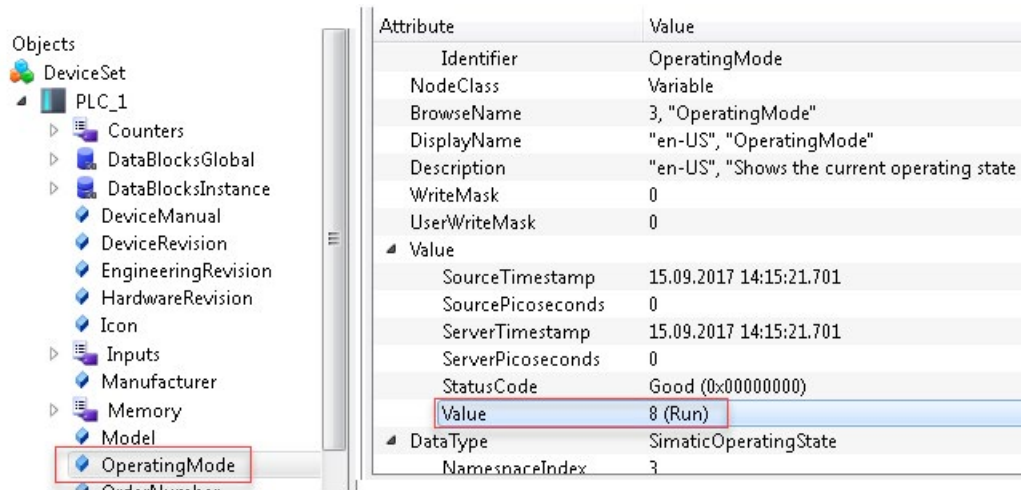 Objects
DeviceSet
PLC_1
Counters
DataBlocksGlobal
DataBlocksInstance
DeviceManual
DeviceRevision
EngineeringRevision
HardwareRevision
Icon
Inputs
Manufacturer
Memory
Model
OperatingMode
OrderNumber
Attribute Value
Identifier OperatingMode
NodeClass Variable
BrowseName 3, "OperatingMode"
DisplayName "en-US", "OperatingMode"
Description "en-US", "Shows the current operating state
WriteMask 0
UserWriteMask 0
Value
SourceTimestamp 15.09.2017 14:15:21.701
SourcePicoseconds 0
ServerTimestamp 15.09.2017 14:15:21.701
ServerPicoseconds 0
StatusCode Good (0x00000000)
Value 8 (Run)
DataType SimaticOperatingState
NamespaceIndex 3